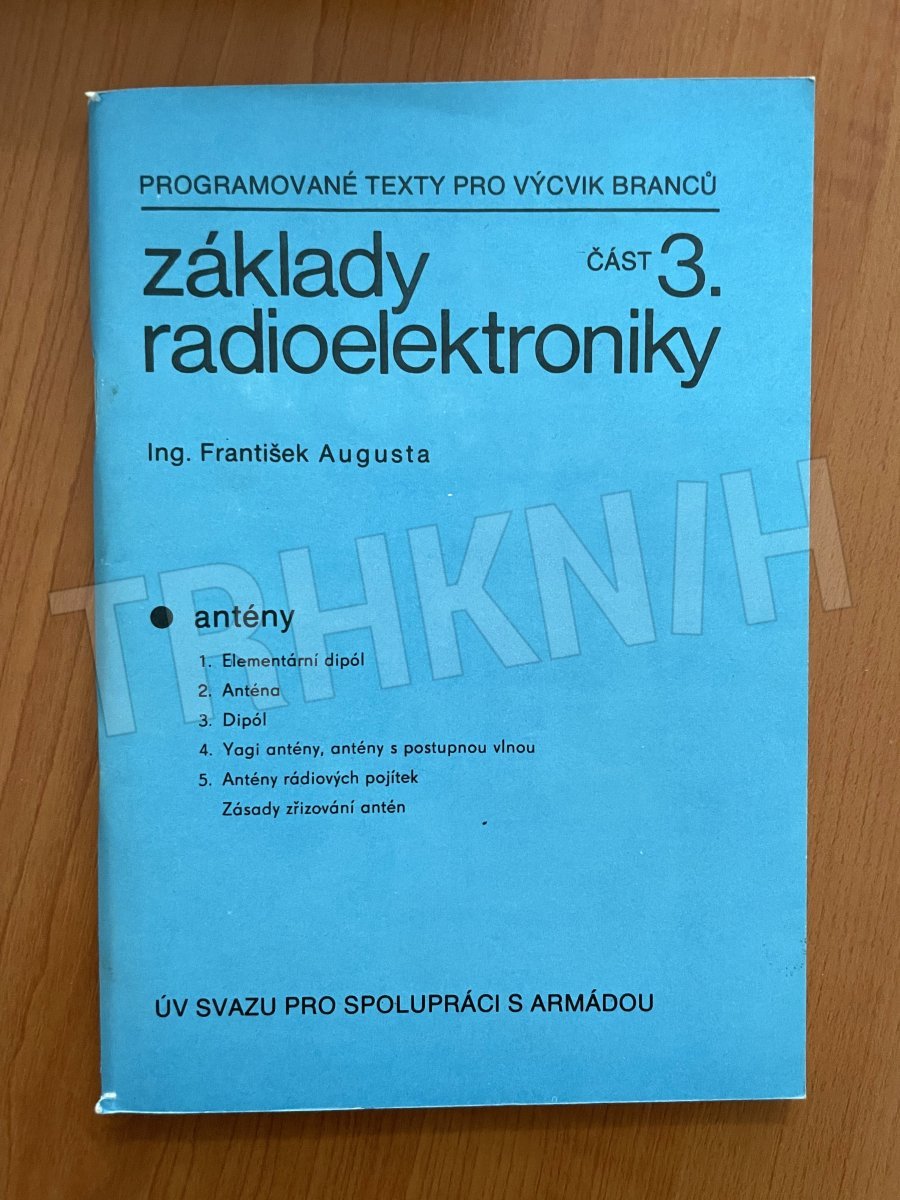 PROGRAMOVANÉ TEXTY PRO VÝCVIK BRANCŮ
základy ČÁST 3.
radioelektroniky
Ing. František Augusta
TRHKNIH
● antény
1. Elementární dipól
2. Anténa
3. Dipól
4. Yagi antény, antény s postupnou vlnou
5. Antény rádiových pojítek
Zásady zřizování antén
ÚV SVAZU PRO SPOLUPRÁCI S ARMÁDOU